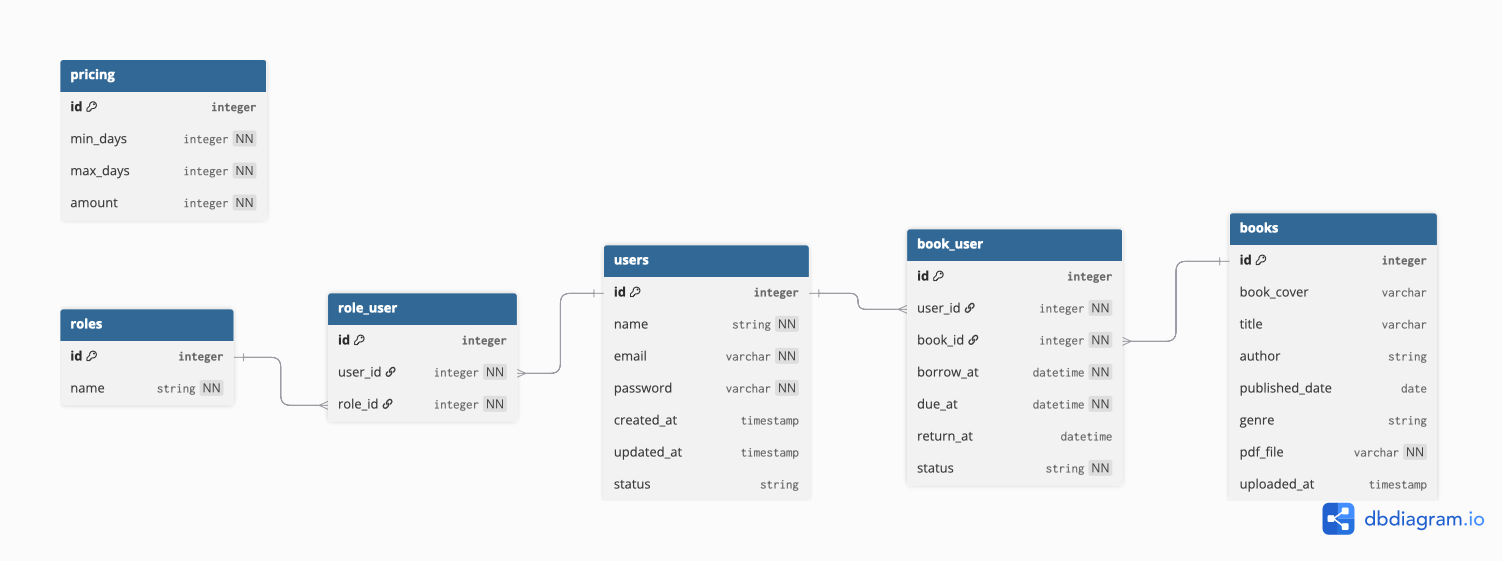 pricing
id integer
min_days integer NN
max_days integer NN
amount integer NN
roles
id integer
name string NN
role_user
id integer
user_id integer NN
role_id integer NN
users
id integer
name string NN
email varchar NN
password varchar NN
created_at timestamp
updated_at timestamp
status string
book_user
id integer
user_id integer NN
book_id integer NN
borrow_at datetime NN
due_at datetime NN
return_at datetime
status string NN
books
id integer
book_cover varchar
title varchar
author string
published_date date
genre string
pdf_file varchar NN
uploaded_at timestamp
dbdiagram.io